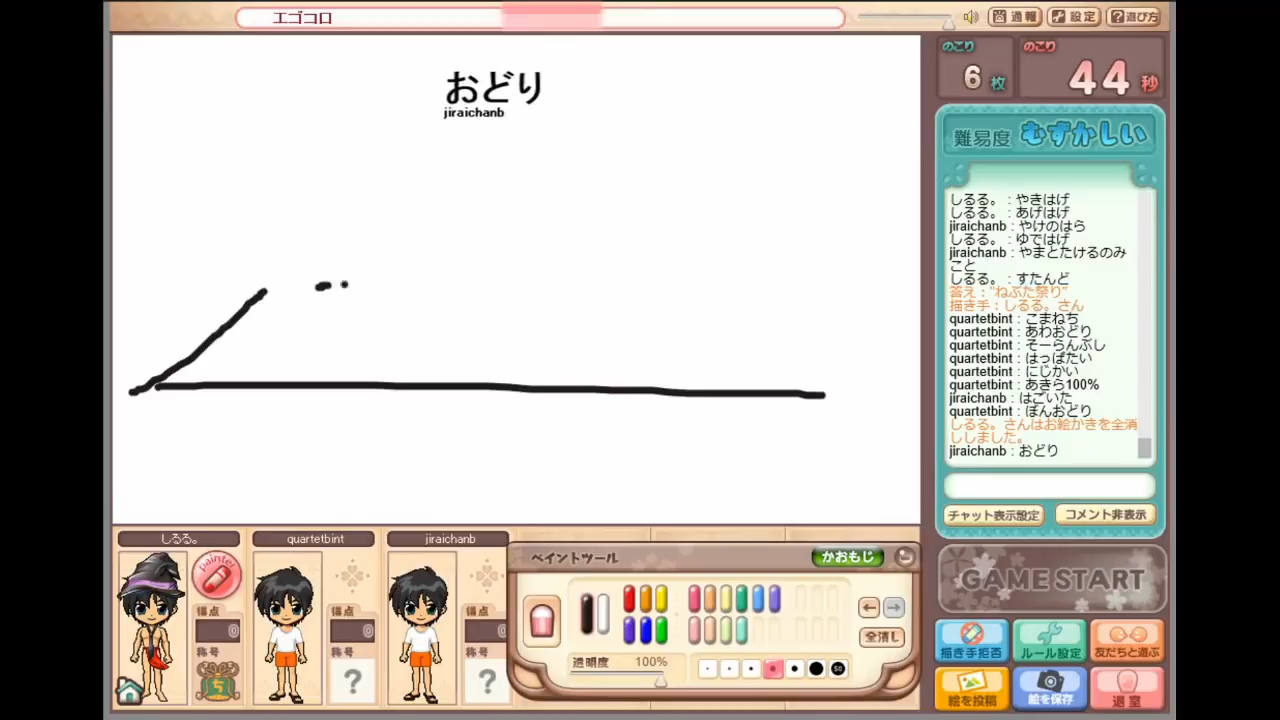 エゴコロ
通報
設定
遊び方
おどり
jiraichanb
のこり
6枚
のこり
44秒
難易度 むずかしい
しるる。：やきはげ
しるる。：あげはげ
jiraichanb：やけのはら
しるる。：ゆではげ
jiraichanb：やまとたけるのみ
こと
しるる。：すたんど
答え："ねぶた祭り"
描き手：しるる。さん
quartetbint：こまねち
quartetbint：あわおどり
quartetbint：そーらんぶし
quartetbint：はっぱたい
quartetbint：にじかい
quartetbint：あきら100%
jiraichanb：はごいた
quartetbint：ぼんおどり
しるる。さんはお絵かきを全消
ししました。
jiraichanb：おどり
チャット表示設定
コメント非表示
GAME START
描き手拒否
ルール設定
友だちと遊ぶ
絵を投稿
絵を保存
退室
しるる。
painter
描点
0
称号
5
quartetbint
描点
0
称号
?
jiraichanb
描点
0
称号
?
ペイントツール
かおもじ
全消し
透明度 100%
50